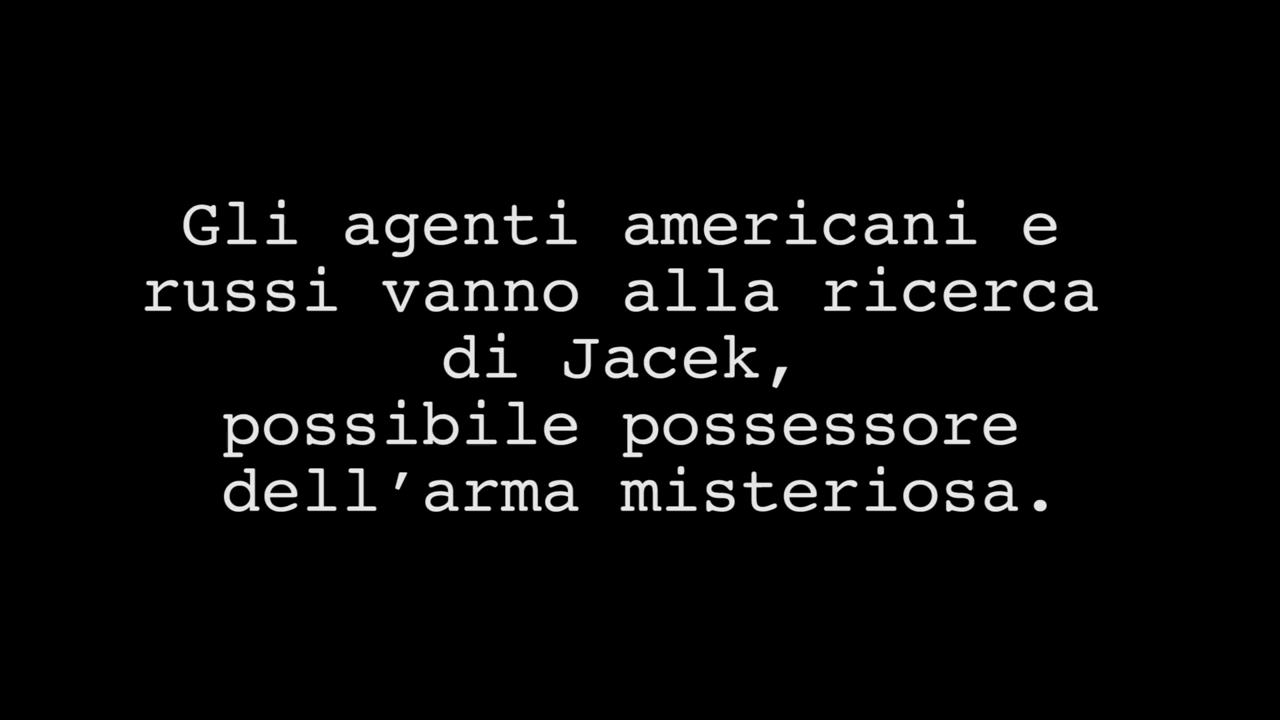 Gli agenti americani e
russi vanno alla ricerca
di Jacek,
possibile possessore
dell’arma misteriosa.